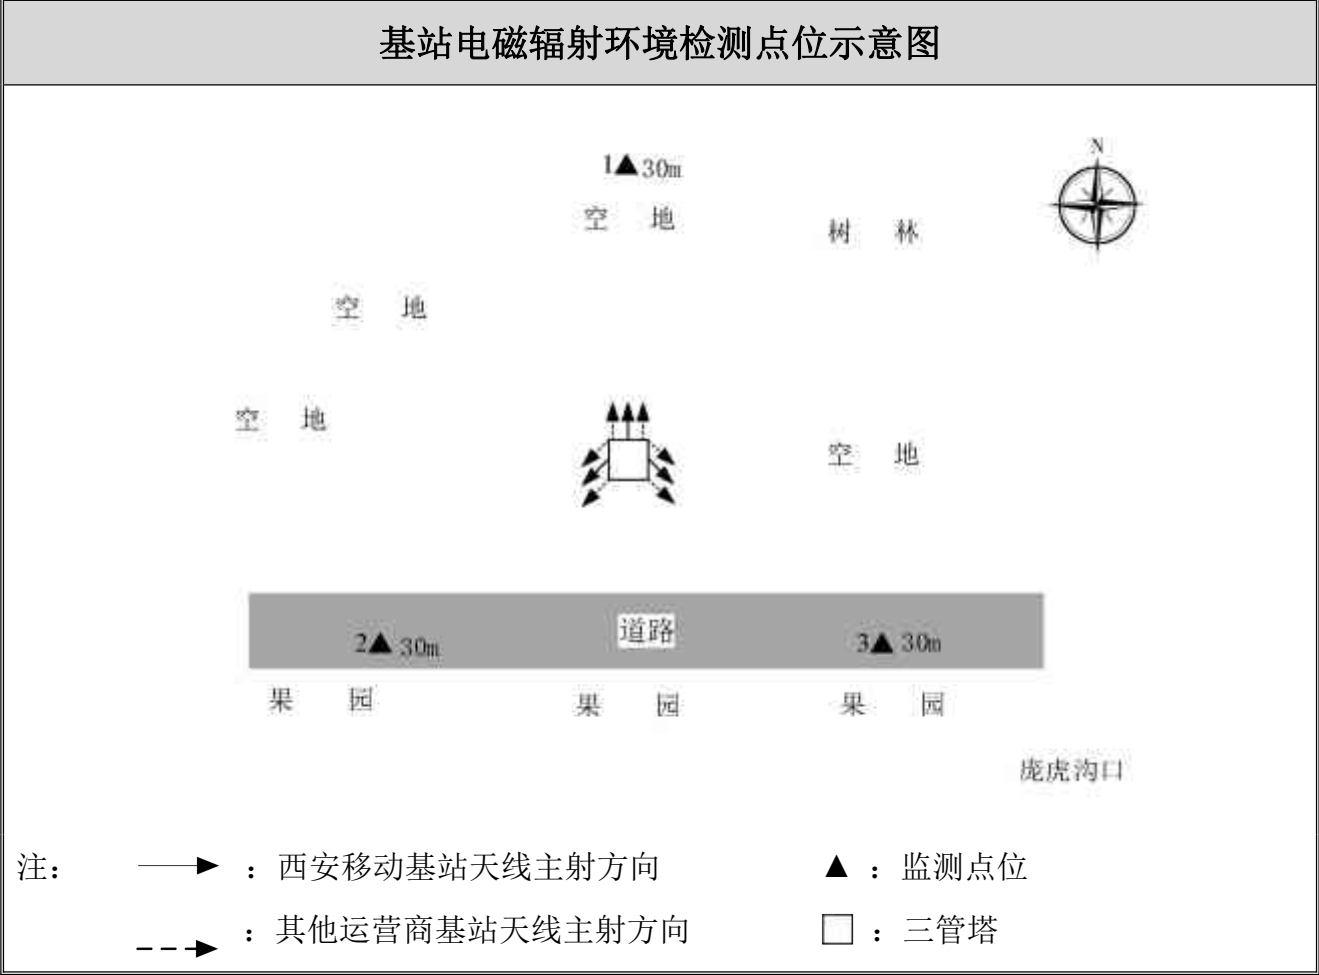 基站电磁辐射环境检测点位示意图
N
1▲30m
空 地
树 林
空 地
空 地
空 地
道路
2▲30m
3▲30m
果 园
果 园
果 园
庞虎沟口
注： ：西安移动基站天线主射方向 ▲：监测点位
：其他运营商基站天线主射方向 □：三管塔